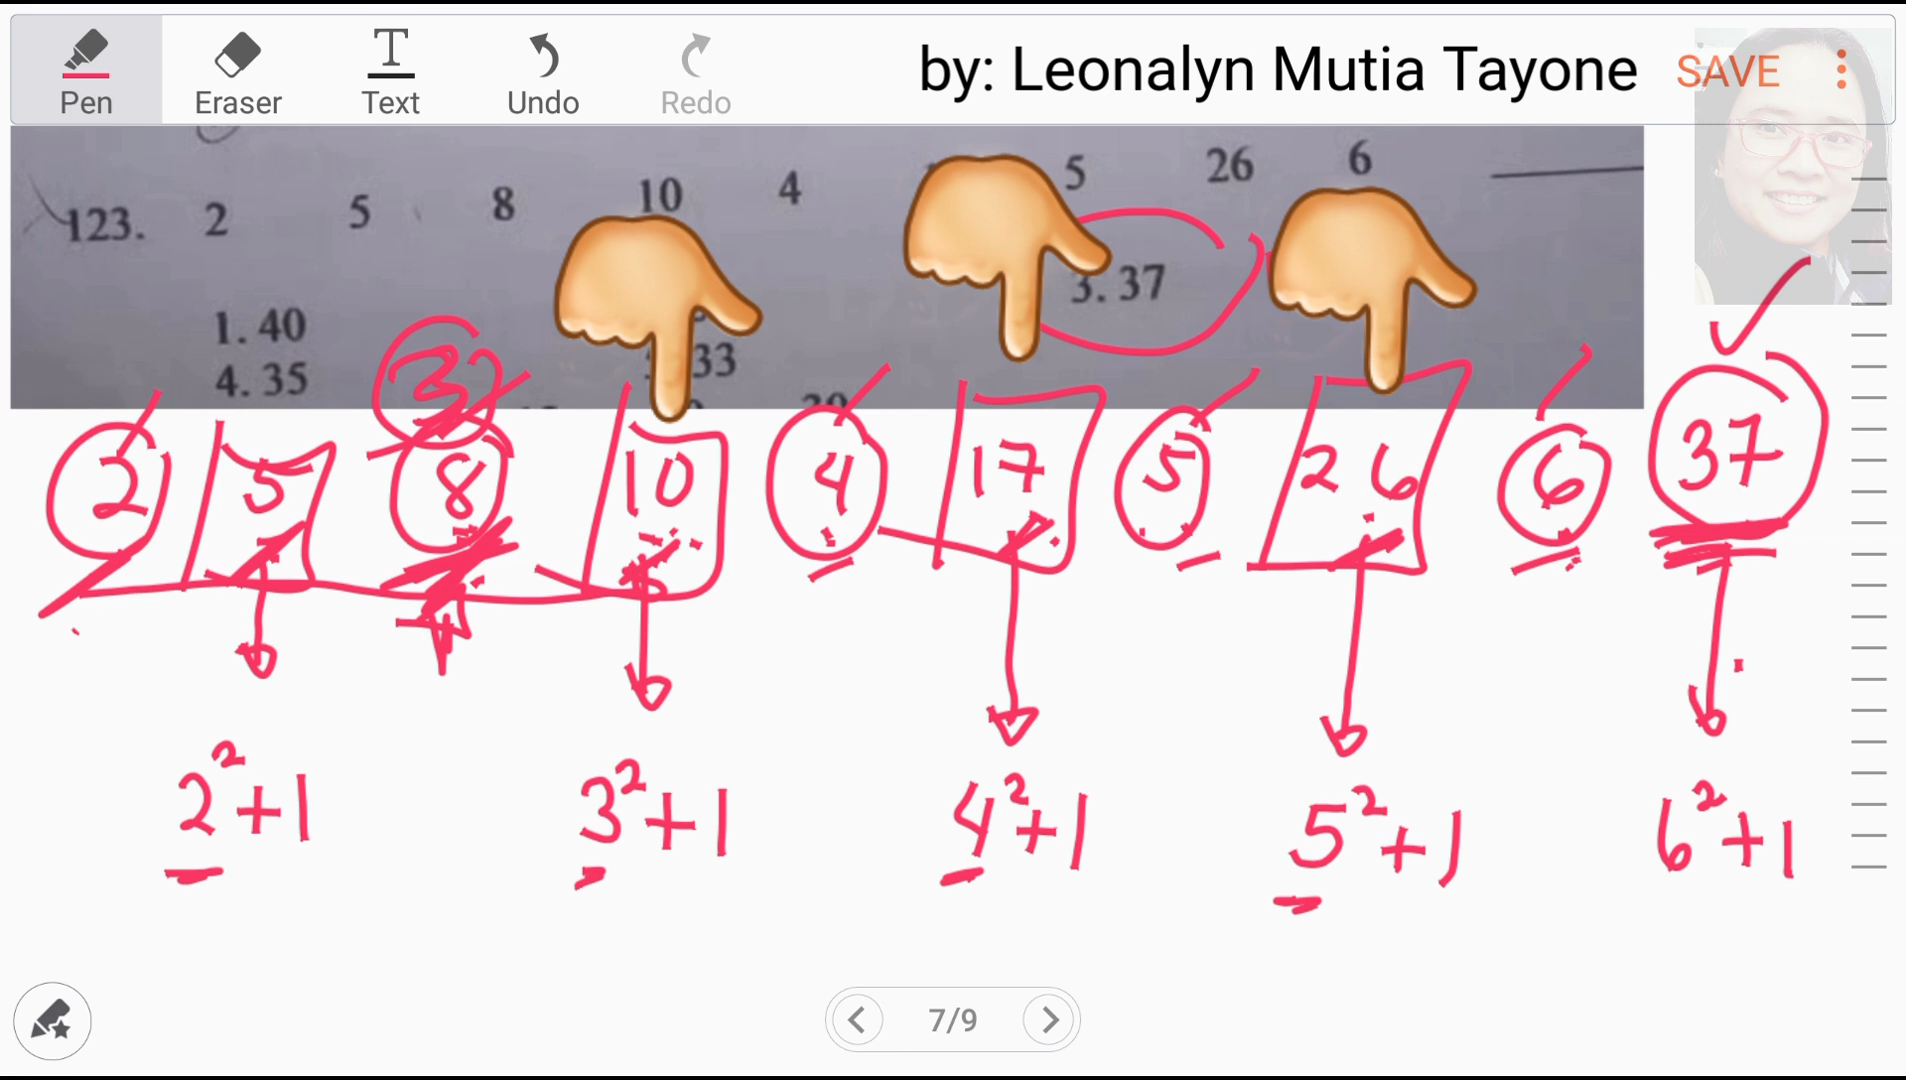 by: Leonalyn Mutia Tayone SAVE
Pen Eraser Text Undo Redo
123. 2 5 8 10 4 5 26 6
1. 40 3. 37
4. 35 33
3
2 5 8 10 4 17 5 26 6 37
2²+1 3²+1 4²+1 5²+1 6²+1
7/9